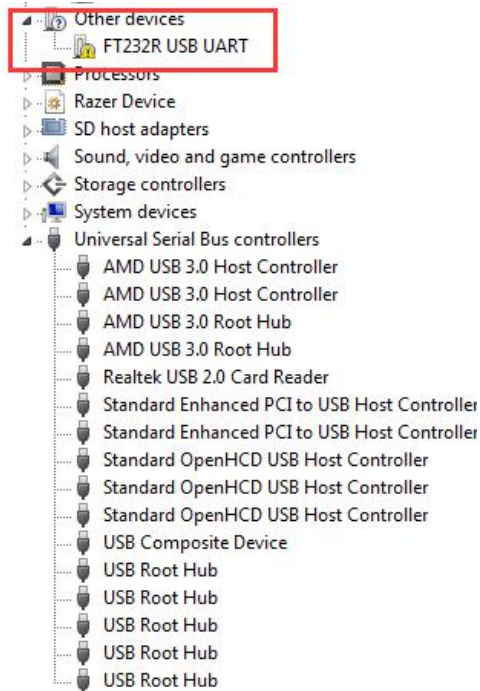 Other devices
FT232R USB UART
Processors
Razer Device
SD host adapters
Sound, video and game controllers
Storage controllers
System devices
Universal Serial Bus controllers
AMD USB 3.0 Host Controller
AMD USB 3.0 Host Controller
AMD USB 3.0 Root Hub
AMD USB 3.0 Root Hub
Realtek USB 2.0 Card Reader
Standard Enhanced PCI to USB Host Controller
Standard Enhanced PCI to USB Host Controller
Standard OpenHCD USB Host Controller
Standard OpenHCD USB Host Controller
Standard OpenHCD USB Host Controller
USB Composite Device
USB Root Hub
USB Root Hub
USB Root Hub
USB Root Hub
USB Root Hub